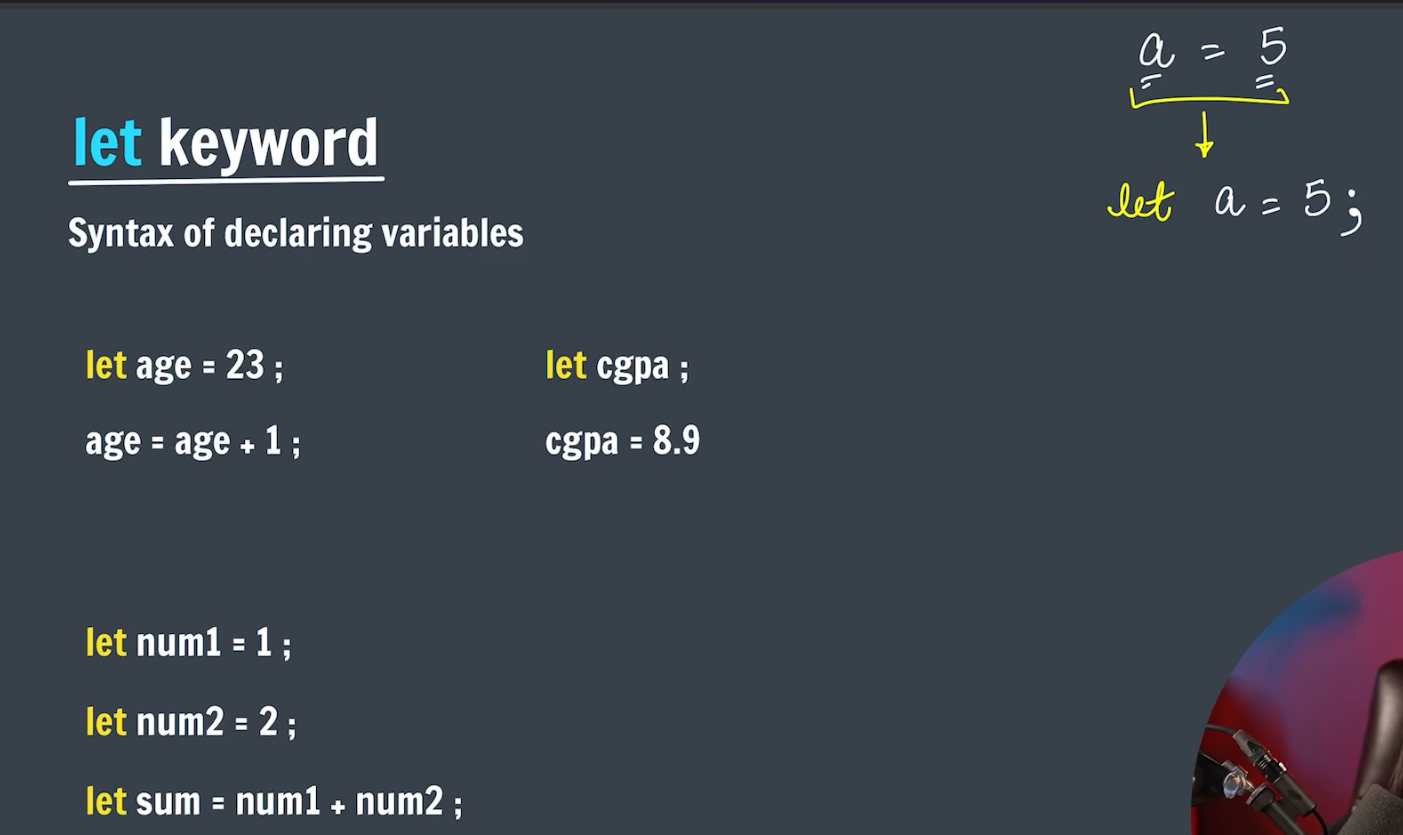 a = 5
let a = 5;
let keyword
Syntax of declaring variables
let age = 23 ;
age = age + 1 ;
let cgpa ;
cgpa = 8.9
let num1 = 1 ;
let num2 = 2 ;
let sum = num1 + num2 ;